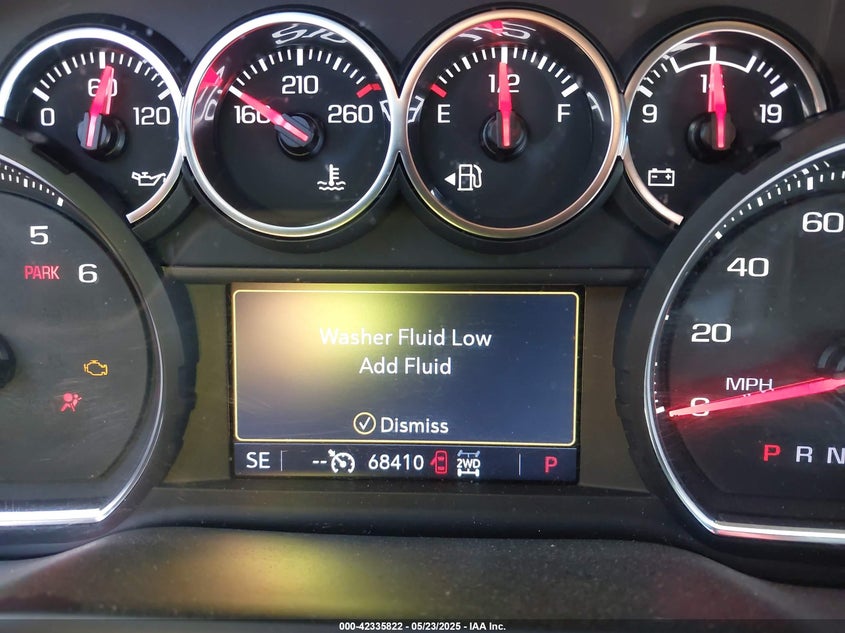 0 60 120
160 210 260
E 1/2 F
9 14 19
5
PARK 6
60
40
20
MPH
0
Washer Fluid Low
Add Fluid
Dismiss
SE --- 68410 2WD P
P R N
000-42335822 - 05/23/2025 - IAA Inc.